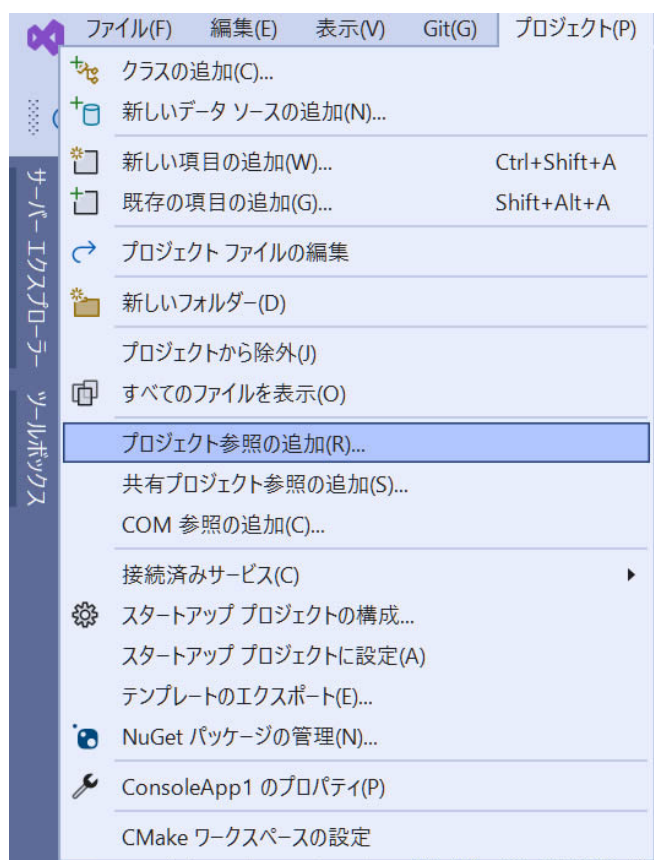 ファイル(F) 編集(E) 表示(V) Git(G) プロジェクト(P)
クラスの追加(C)...
新しいデータ ソースの追加(N)...
新しい項目の追加(W)... Ctrl+Shift+A
既存の項目の追加(G)... Shift+Alt+A
プロジェクト ファイルの編集
新しいフォルダー(D)
プロジェクトから除外(J)
すべてのファイルを表示(O)
プロジェクト参照の追加(R)...
共有プロジェクト参照の追加(S)...
COM 参照の追加(C)...
接続済みサービス(C)
スタートアップ プロジェクトの構成...
スタートアップ プロジェクトに設定(A)
テンプレートのエクスポート(E)...
NuGet パッケージの管理(N)...
ConsoleApp1 のプロパティ(P)
CMake ワークスペースの設定
サーバー エクスプローラー
ツールボックス